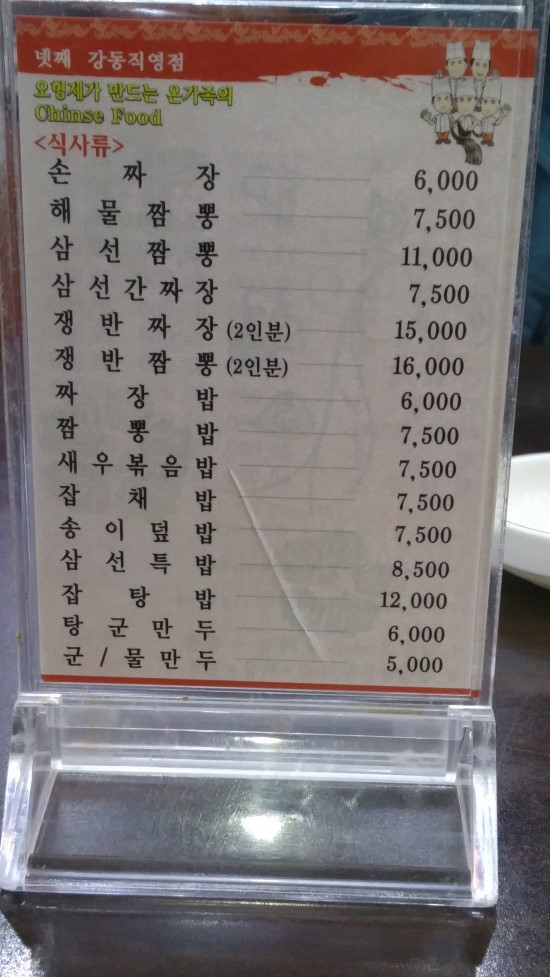 넷째 강동직영점
오형제가 만드는 온가족의
Chinse Food
<식사류>
손짜장 6,000
해물짬뽕 7,500
삼선짬뽕 11,000
삼선간짜장 7,500
쟁반짜장(2인분) 15,000
쟁반짬뽕(2인분) 16,000
짜장밥 6,000
짬뽕밥 7,500
새우볶음밥 7,500
잡채밥 7,500
송이덮밥 7,500
삼선특밥 8,500
잡탕밥 12,000
탕군만두 6,000
군/물만두 5,000